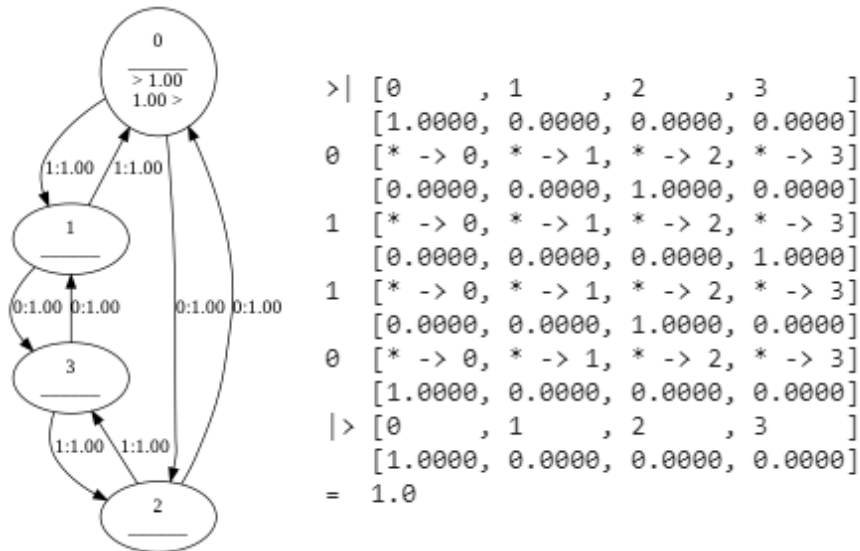 0
> 1.00
1.00 >
1:1.00 1:1.00
1
0:1.00 0:1.00 0:1.00 0:1.00
3
1:1.00 1:1.00
2
>| [0 , 1 , 2 , 3 ]
[1.0000, 0.0000, 0.0000, 0.0000]
0 [* -> 0, * -> 1, * -> 2, * -> 3]
[0.0000, 0.0000, 1.0000, 0.0000]
1 [* -> 0, * -> 1, * -> 2, * -> 3]
[0.0000, 0.0000, 0.0000, 1.0000]
1 [* -> 0, * -> 1, * -> 2, * -> 3]
[0.0000, 0.0000, 1.0000, 0.0000]
0 [* -> 0, * -> 1, * -> 2, * -> 3]
[1.0000, 0.0000, 0.0000, 0.0000]
|> [0 , 1 , 2 , 3 ]
[1.0000, 0.0000, 0.0000, 0.0000]
= 1.0